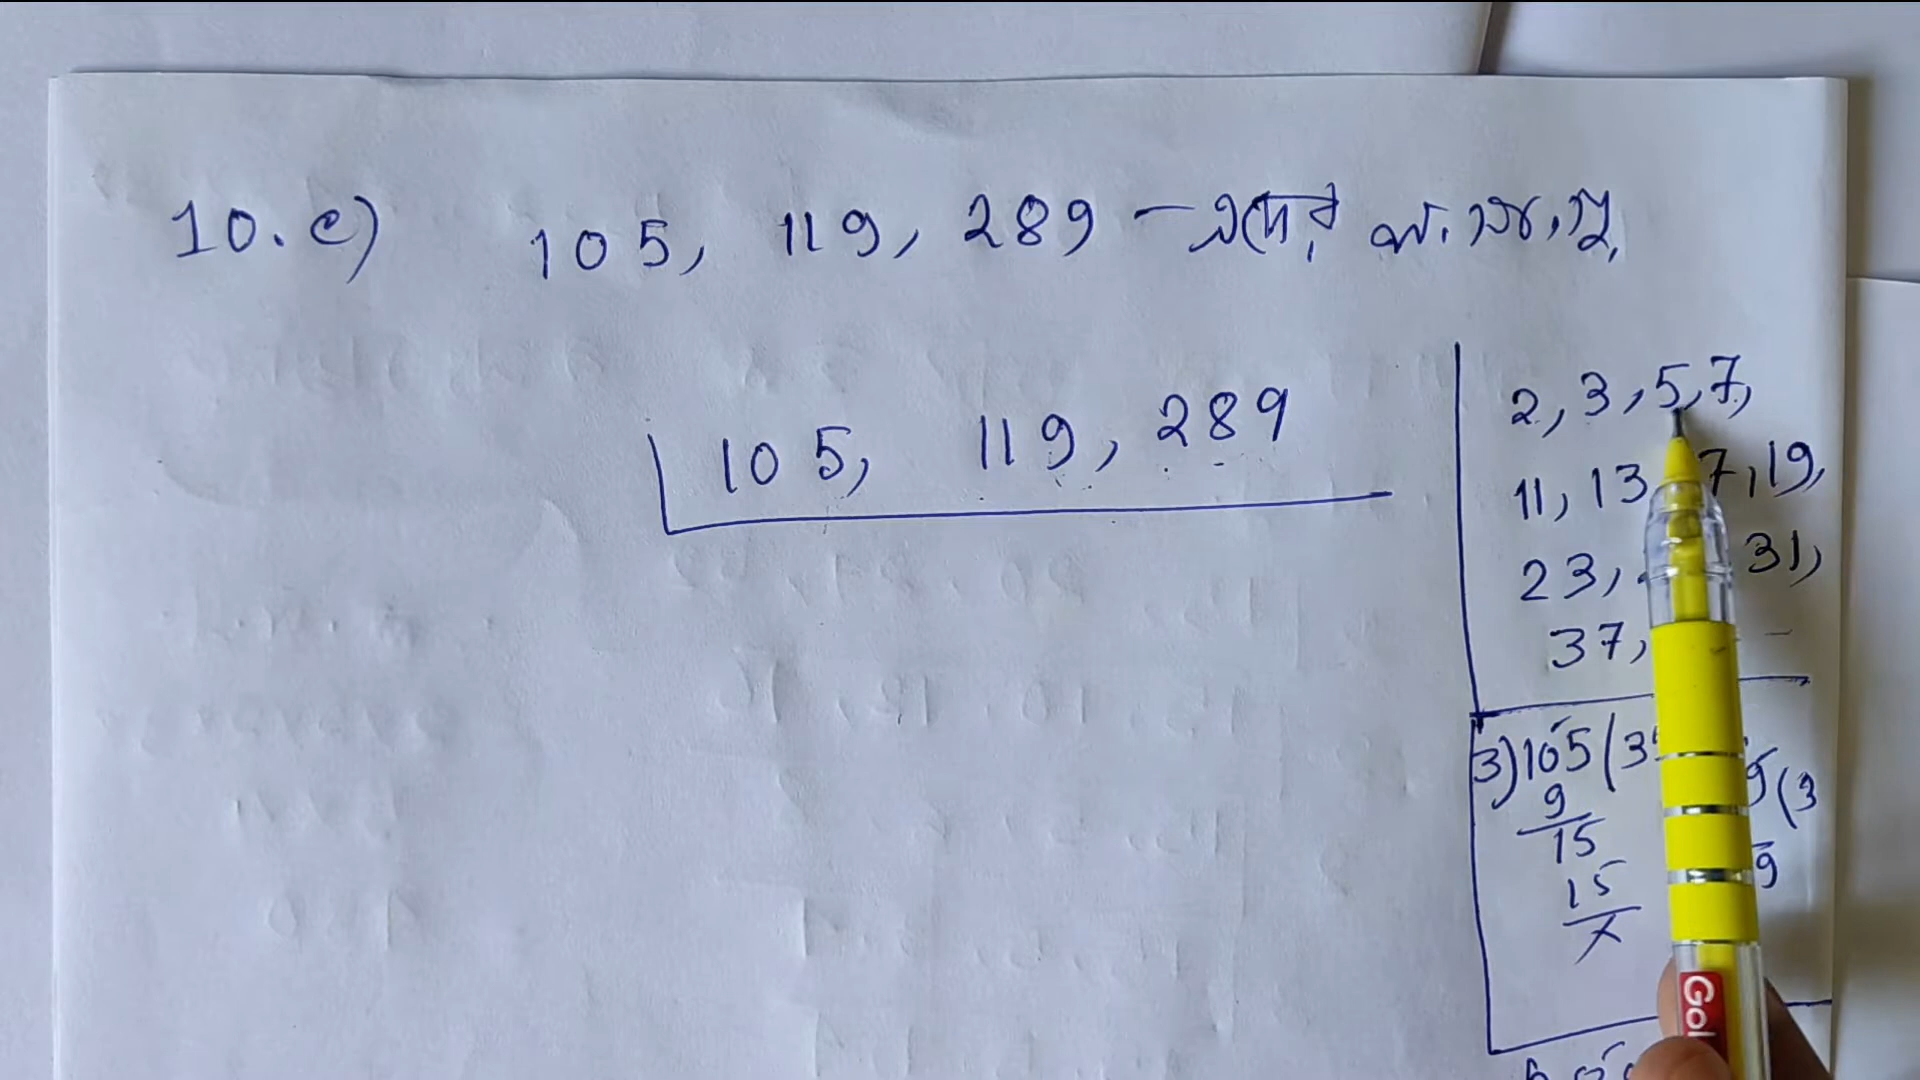 10. c) 105, 119, 289 - এদের ল. সা. গু.
105, 119, 289
2, 3, 5, 7,
11, 13, 7, 19,
23, 31,
37,
3)105(3
9
15
15
×
9(3
9
Gol